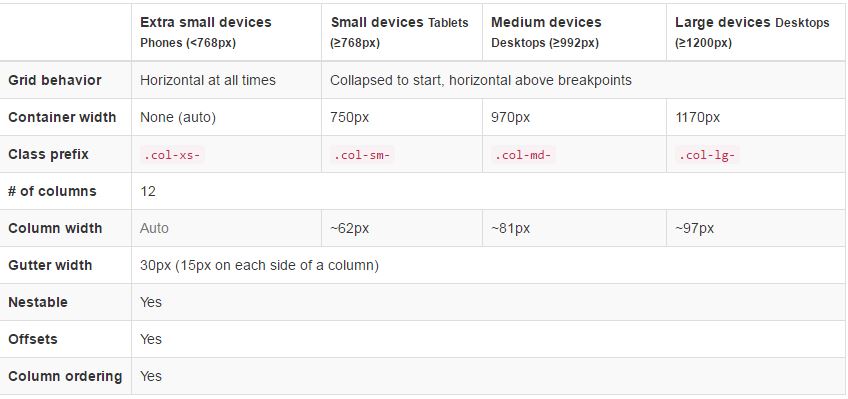 Extra small devices Small devices Tablets Medium devices Large devices Desktops
Phones (<768px) (≥768px) Desktops (≥992px) (≥1200px)
Grid behavior Horizontal at all times Collapsed to start, horizontal above breakpoints
Container width None (auto) 750px 970px 1170px
Class prefix .col-xs- .col-sm- .col-md- .col-lg-
# of columns 12
Column width Auto ~62px ~81px ~97px
Gutter width 30px (15px on each side of a column)
Nestable Yes
Offsets Yes
Column ordering Yes